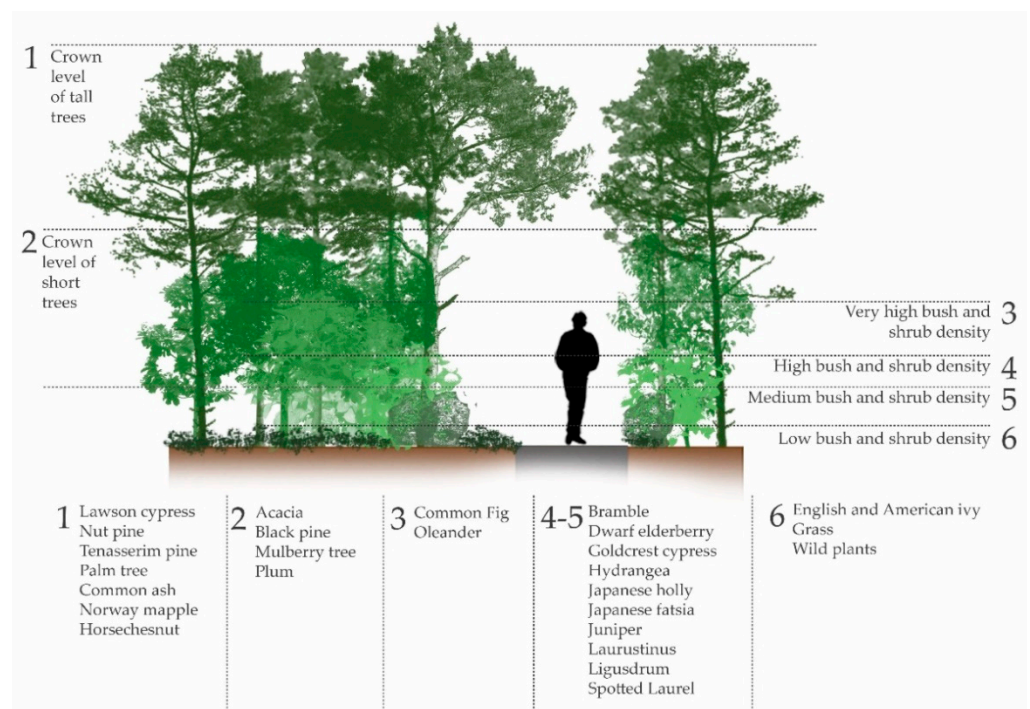 1 Crown
level
of tall
trees
2 Crown
level of
short
trees
Very high bush and 3
shrub density
High bush and shrub density 4
Medium bush and shrub density 5
Low bush and shrub density 6
1 Lawson cypress
Nut pine
Tenasserim pine
Palm tree
Common ash
Norway mapple
Horsechesnut
2 Acacia
Black pine
Mulberry tree
Plum
3 Common Fig
Oleander
4-5 Bramble
Dwarf elderberry
Goldcrest cypress
Hydrangea
Japanese holly
Japanese fatsia
Juniper
Laurustinus
Ligusdrum
Spotted Laurel
6 English and American ivy
Grass
Wild plants